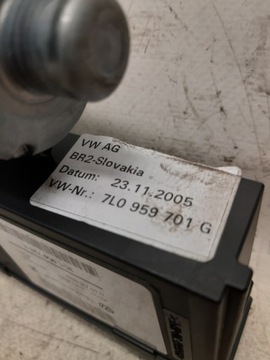 VW AG
BR2-Slovakia
Datum: 23.11.2005
VW-Nr.: 7L0 959 701 G